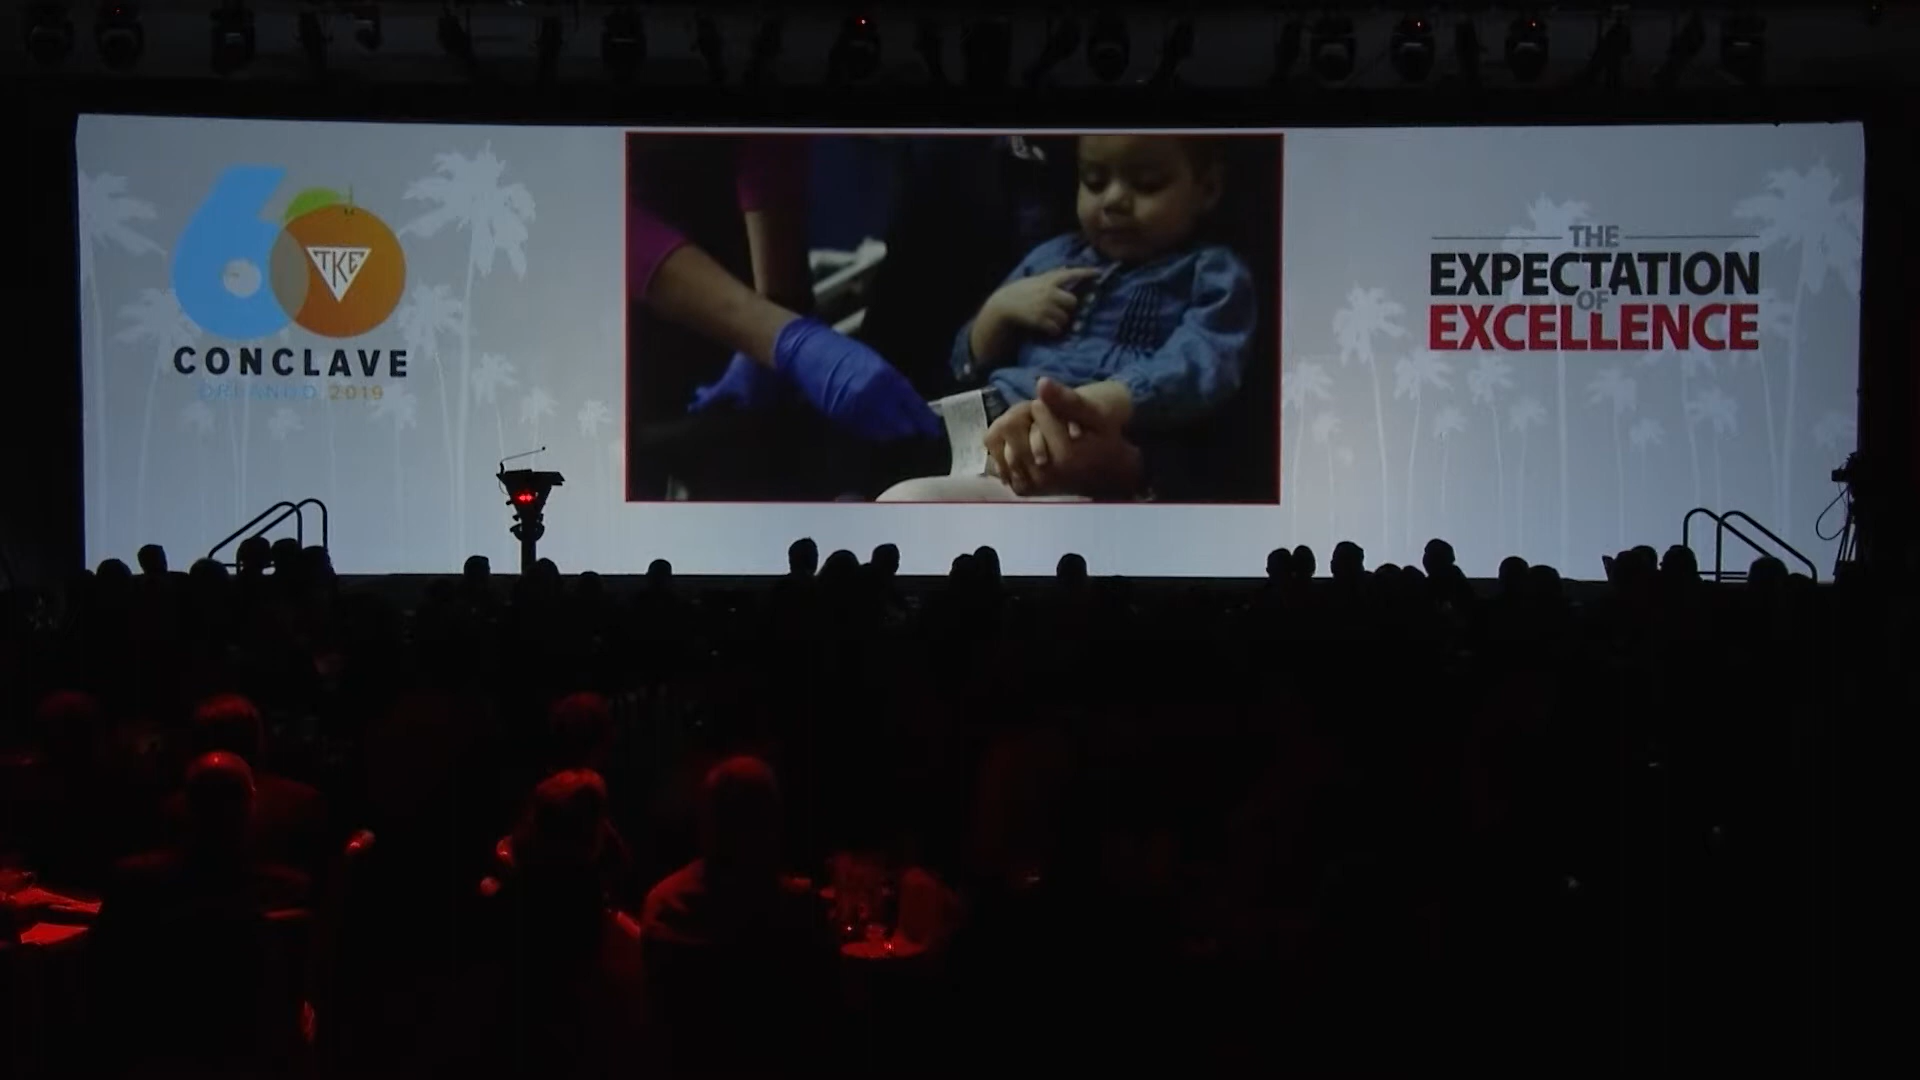 60
TKE
CONCLAVE
ORLANDO 2019
THE
EXPECTATION
OF
EXCELLENCE